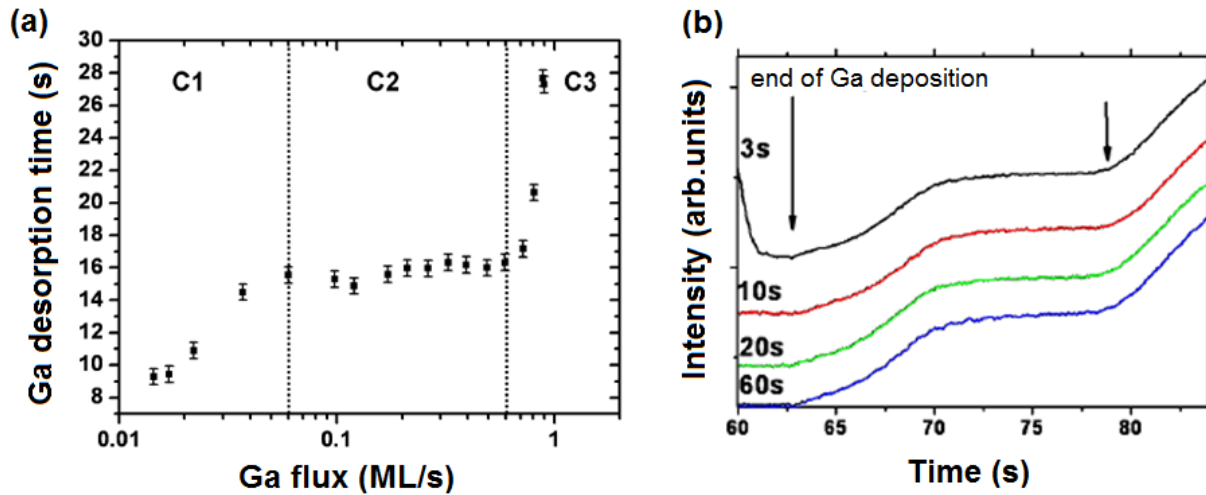 (a)
30
28
26
24
22
20
18
16
14
12
10
8
Ga desorption time (s)
C1
C2
C3
0.01
0.1
1
Ga flux (ML/s)
(b)
Intensity (arb.units)
end of Ga deposition
3s
10s
20s
60s
60
65
70
75
80
Time (s)